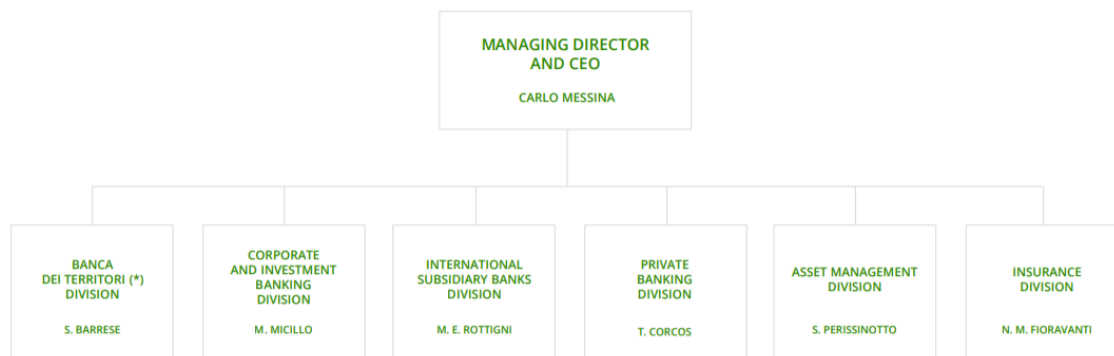 MANAGING DIRECTOR
AND CEO
CARLO MESSINA
BANCA
DEI TERRITORI (*)
DIVISION
S. BARRESE
CORPORATE
AND INVESTMENT
BANKING
DIVISION
M. MICILLO
INTERNATIONAL
SUBSIDIARY BANKS
DIVISION
M. E. ROTTIGNI
PRIVATE
BANKING
DIVISION
T. CORCOS
ASSET MANAGEMENT
DIVISION
S. PERISSINOTTO
INSURANCE
DIVISION
N. M. FIORAVANTI